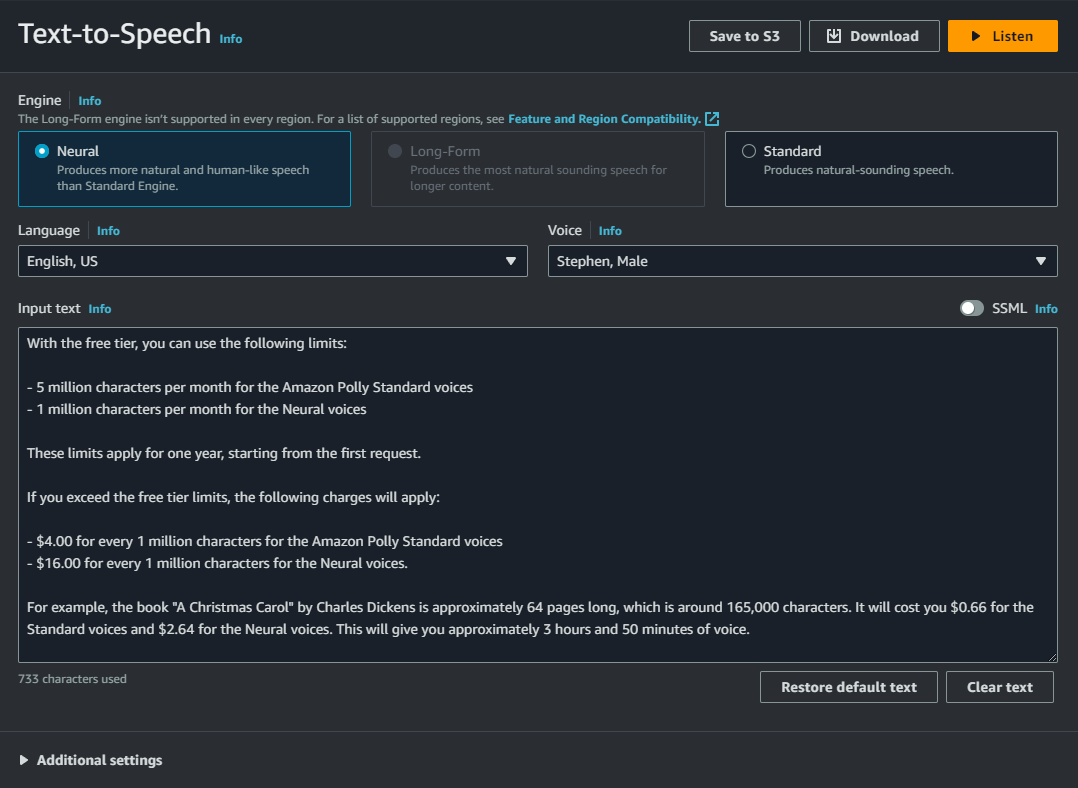 Text-to-Speech Info
Save to S3
Download
Listen
Engine Info
The Long-Form engine isn't supported in every region. For a list of supported regions, see Feature and Region Compatibility.
Neural
Produces more natural and human-like speech
than Standard Engine.
Long-Form
Produces the most natural sounding speech for
longer content.
Standard
Produces natural-sounding speech.
Language Info
English, US
Voice Info
Stephen, Male
Input text Info
SSML Info
With the free tier, you can use the following limits:
- 5 million characters per month for the Amazon Polly Standard voices
- 1 million characters per month for the Neural voices
These limits apply for one year, starting from the first request.
If you exceed the free tier limits, the following charges will apply:
- $4.00 for every 1 million characters for the Amazon Polly Standard voices
- $16.00 for every 1 million characters for the Neural voices.
For example, the book "A Christmas Carol" by Charles Dickens is approximately 64 pages long, which is around 165,000 characters. It will cost you $0.66 for the
Standard voices and $2.64 for the Neural voices. This will give you approximately 3 hours and 50 minutes of voice.
733 characters used
Restore default text
Clear text
Additional settings